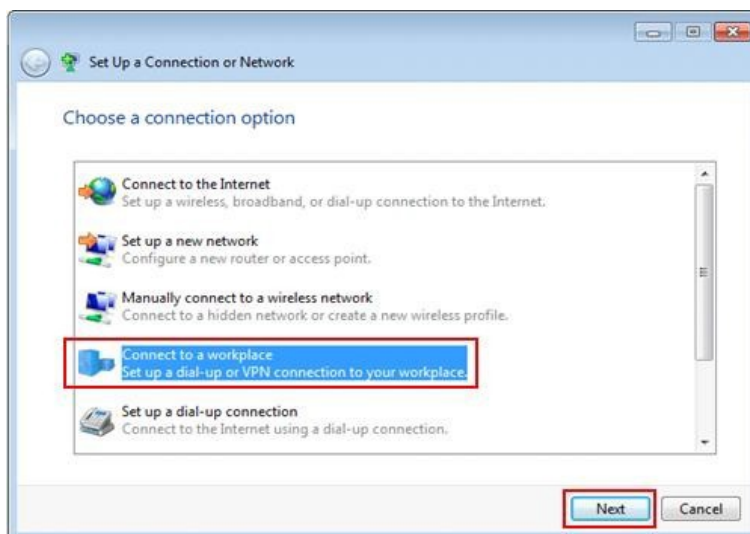 Set Up a Connection or Network
Choose a connection option
Connect to the Internet
Set up a wireless, broadband, or dial-up connection to the Internet.
Set up a new network
Configure a new router or access point.
Manually connect to a wireless network
Connect to a hidden network or create a new wireless profile.
Connect to a workplace
Set up a dial-up or VPN connection to your workplace.
Set up a dial-up connection
Connect to the Internet using a dial-up connection.
Next Cancel